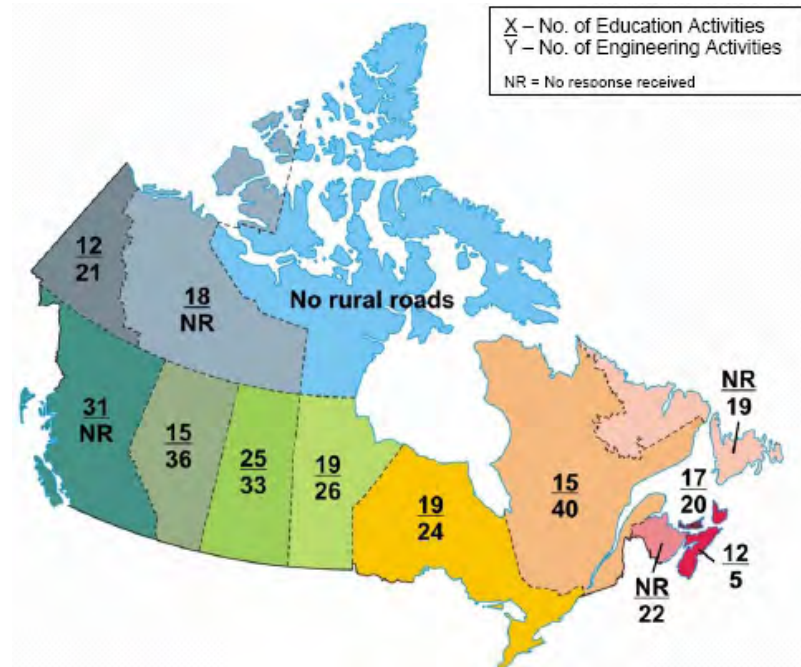 X – No. of Education Activities
Y – No. of Engineering Activities
NR = No response received
12
21
18
NR
No rural roads
31
NR
15
36
25
33
19
26
19
24
15
40
NR
19
17
20
12
5
NR
22